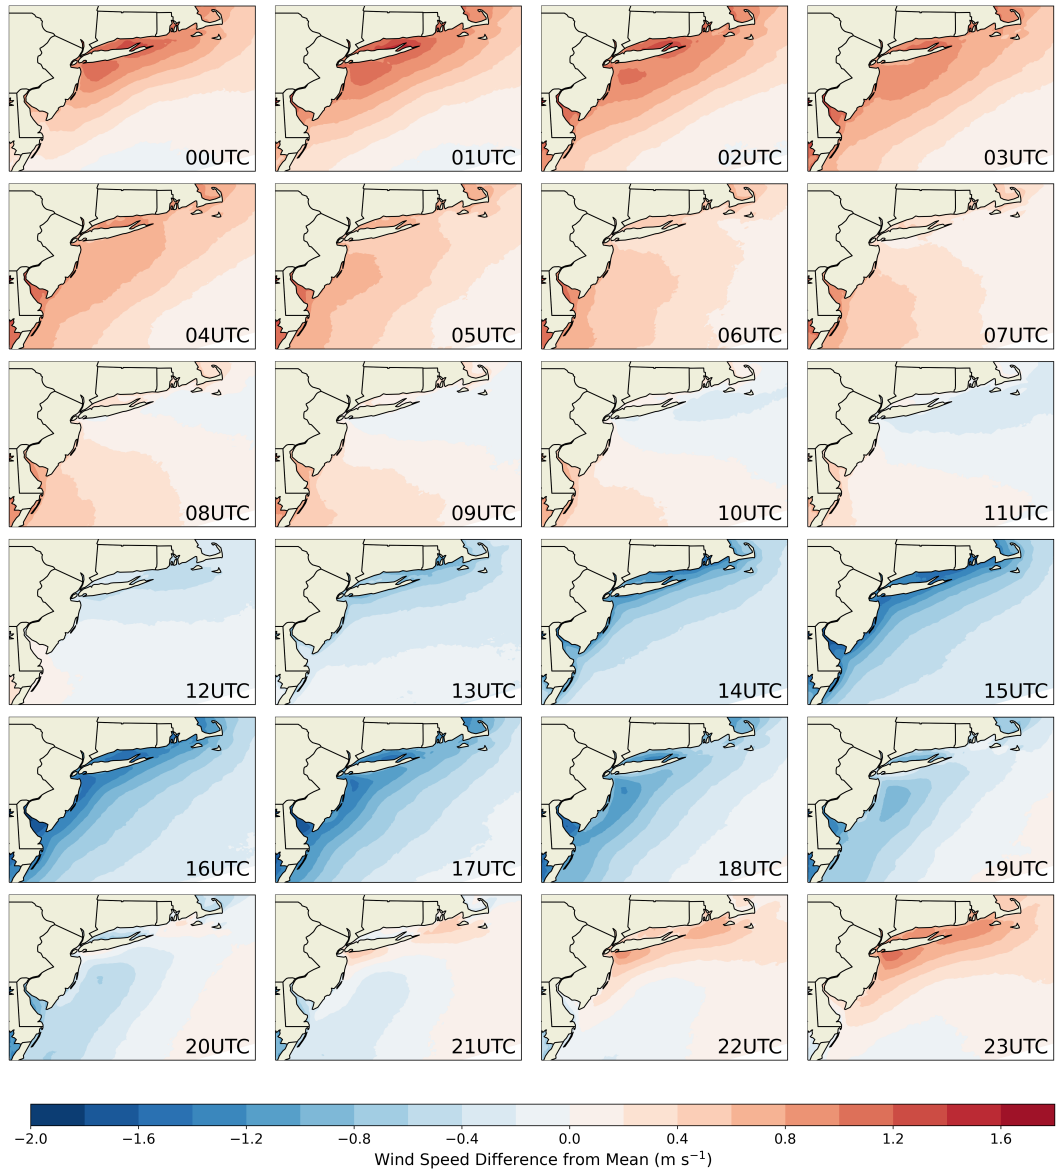 00UTC 01UTC 02UTC 03UTC
04UTC 05UTC 06UTC 07UTC
08UTC 09UTC 10UTC 11UTC
12UTC 13UTC 14UTC 15UTC
16UTC 17UTC 18UTC 19UTC
20UTC 21UTC 22UTC 23UTC
−2.0 −1.6 −1.2 −0.8 −0.4 0.0 0.4 0.8 1.2 1.6
Wind Speed Difference from Mean (m s⁻¹)